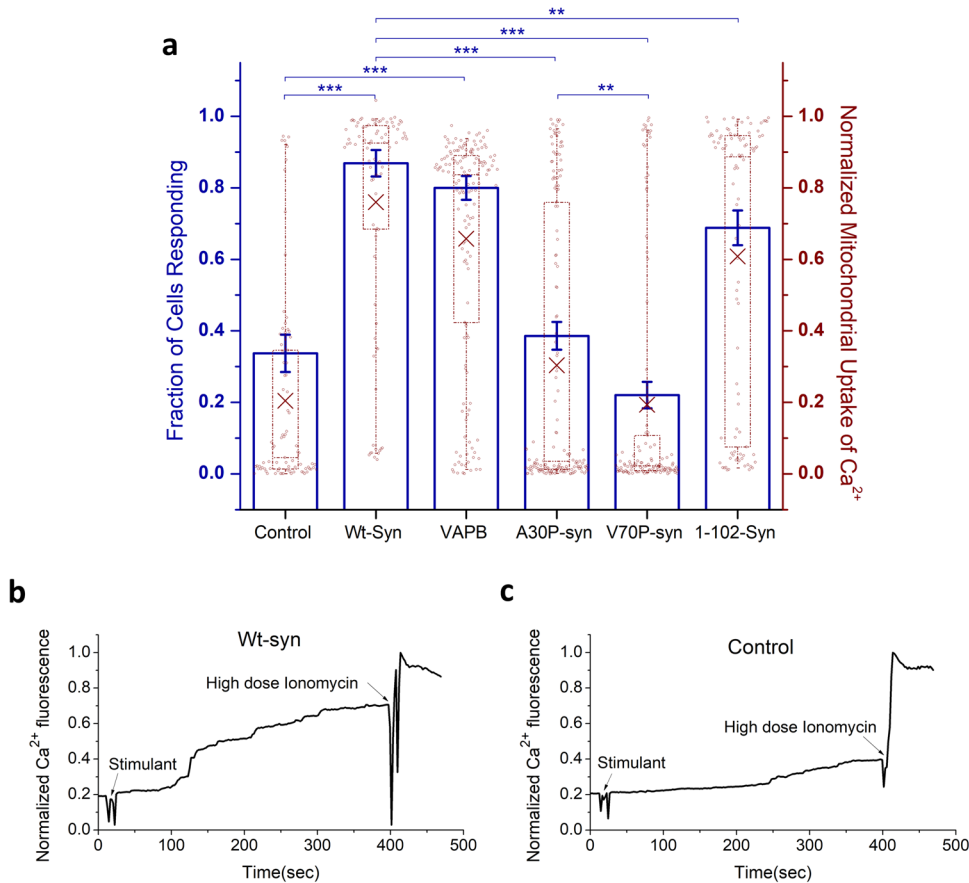 a
**
***
***
***
***
**
Fraction of Cells Responding
1.0
0.8
0.6
0.4
0.2
0.0
1.0
0.8
0.6
0.4
0.2
0.0
Normalized Mitochondrial Uptake of Ca2+
Control Wt-Syn VAPB A30P-syn V70P-syn 1-102-Syn
b
Wt-syn
Normalized Ca2+ fluorescence
1.0
0.8
0.6
0.4
0.2
0.0
High dose Ionomycin
Stimulant
0 100 200 300 400 500
Time(sec)
c
Control
Normalized Ca2+ fluorescence
1.0
0.8
0.6
0.4
0.2
0.0
High dose Ionomycin
Stimulant
0 100 200 300 400 500
Time(sec)